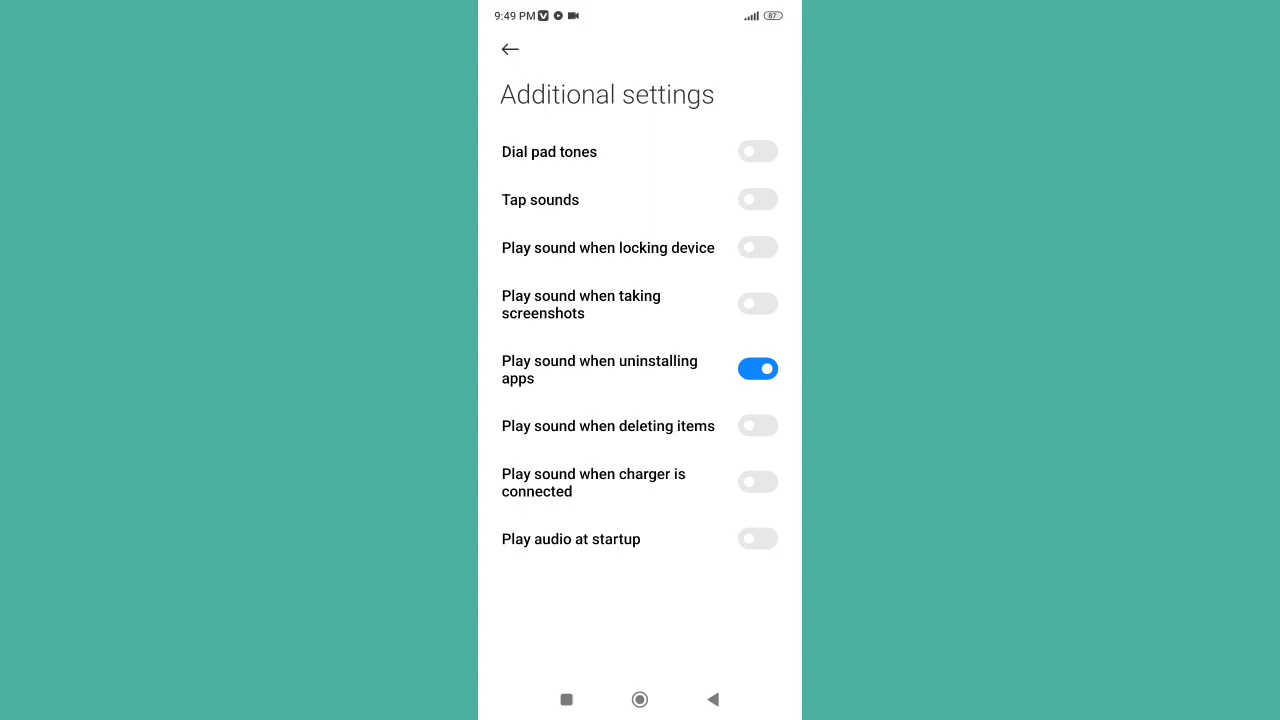 9:49 PM 87
Additional settings
Dial pad tones
Tap sounds
Play sound when locking device
Play sound when taking
screenshots
Play sound when uninstalling
apps
Play sound when deleting items
Play sound when charger is
connected
Play audio at startup